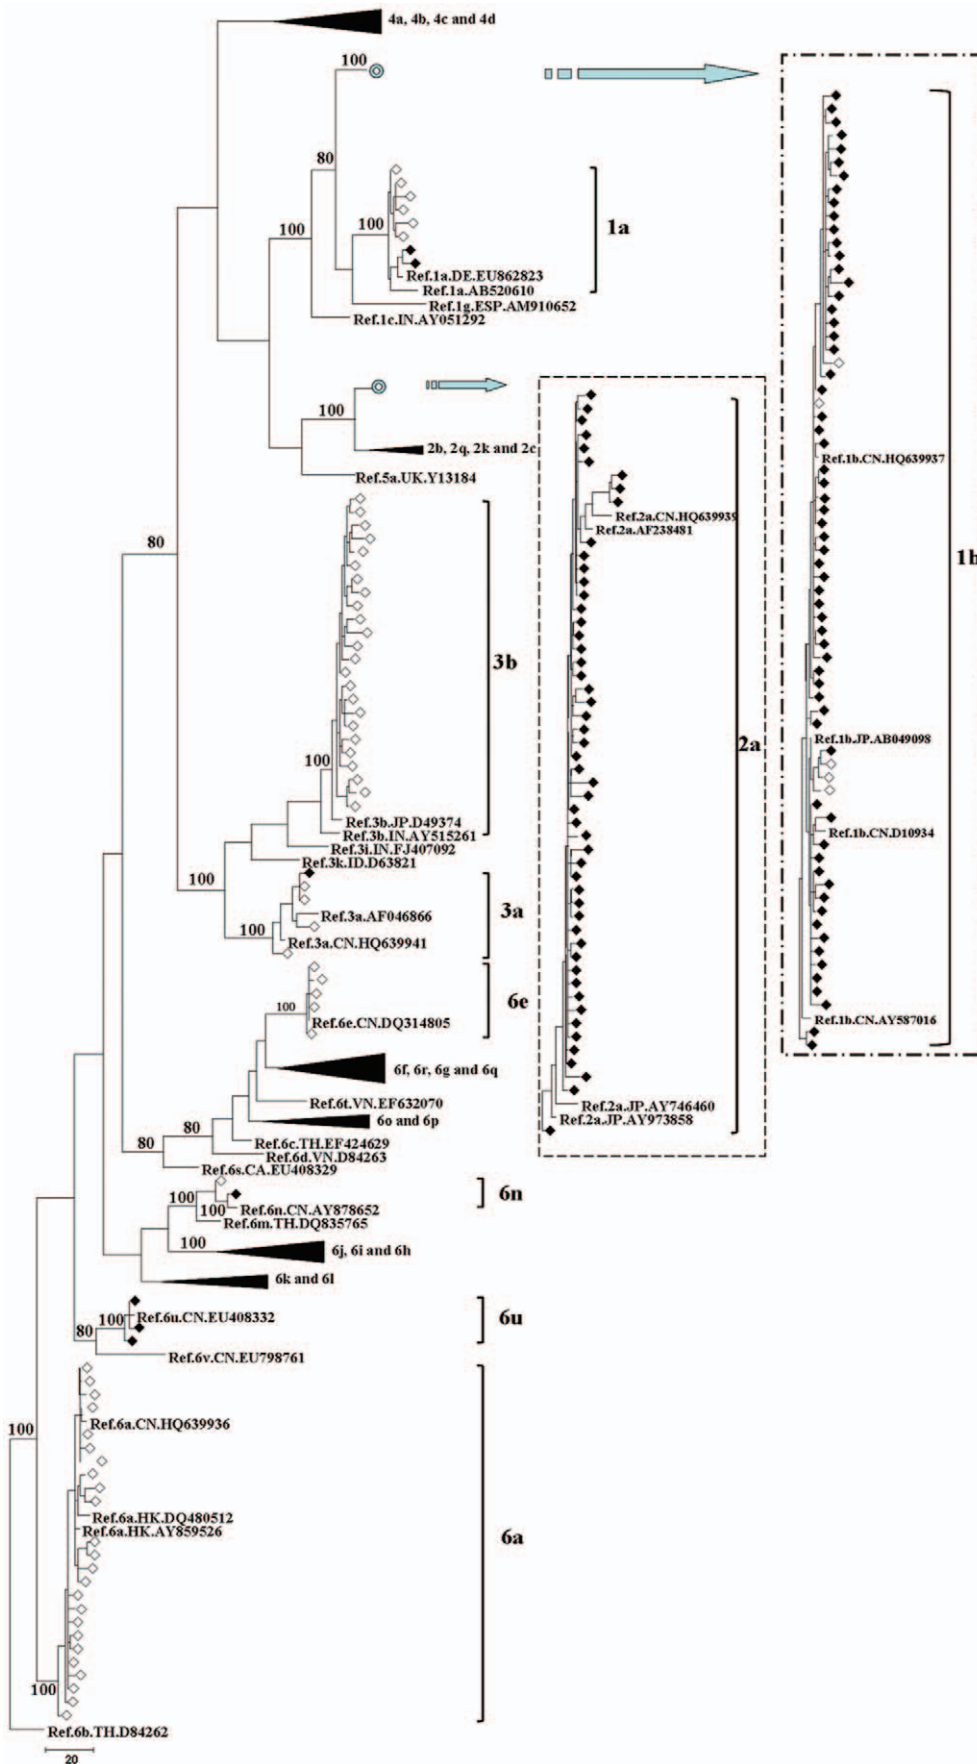 4a, 4b, 4c and 4d
100
80
100
100
1a
Ref.1a.DE.EU862823
Ref.1a.AB520610
Ref.1g.ESP.AM910652
Ref.1c.IN.AY051292
100
2b, 2q, 2k and 2c
Ref.5a.UK.Y13184
80
3b
100
Ref.3b.JP.D49374
Ref.3b.IN.AY515261
Ref.3i.IN.FJ407092
Ref.3k.ID.D63821
100
3a
Ref.3a.AF046866
100
Ref.3a.CN.HQ639941
6e
100
Ref.6e.CN.DQ314805
6f, 6r, 6g and 6q
Ref.6t.VN.EF632070
6o and 6p
80
80
Ref.6c.TH.EF424629
Ref.6d.VN.D84263
Ref.6s.CA.EU408329
6n
100
100
Ref.6n.CN.AY878652
Ref.6m.TH.DQ835765
100
6j, 6i and 6h
6k and 6l
6u
100
Ref.6u.CN.EU408332
80
Ref.6v.CN.EU798761
100
Ref.6a.CN.HQ639936
Ref.6a.HK.DQ480512
Ref.6a.HK.AY859526
6a
100
Ref.6b.TH.D84262
20
Ref.2a.CN.HQ639939
Ref.2a.AF238481
2a
Ref.2a.JP.AY746460
Ref.2a.JP.AY973858
Ref.1b.CN.HQ639937
1b
Ref.1b.JP.AB049098
Ref.1b.CN.D10934
Ref.1b.CN.AY587016